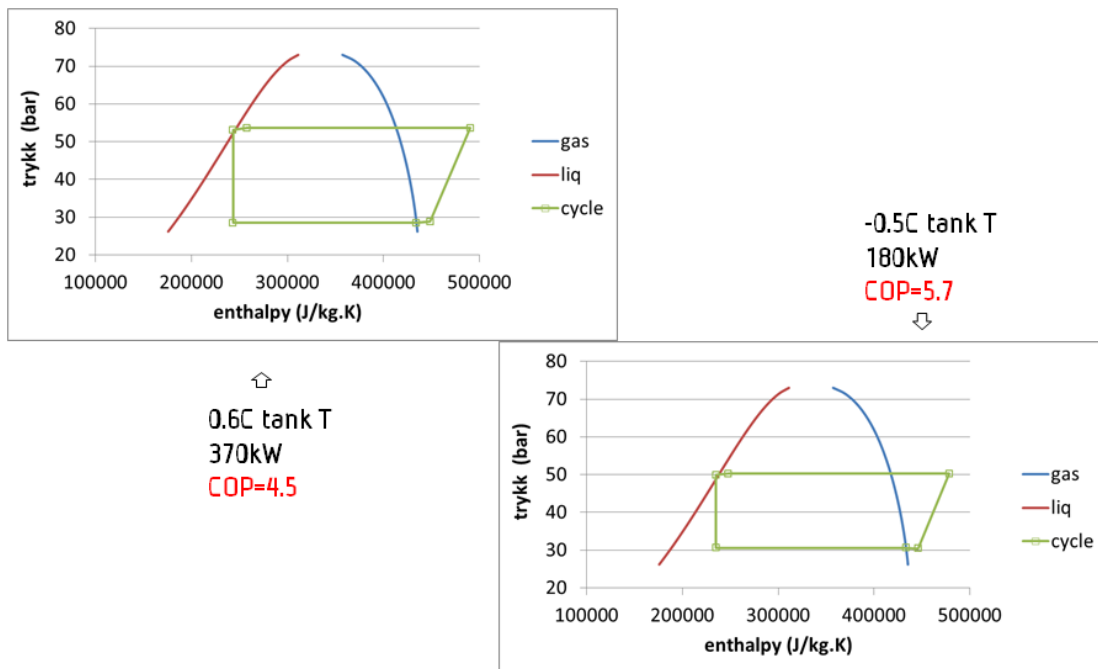 80
70
60
50
40
30
20
trykk (bar)
100000 200000 300000 400000 500000
enthalpy (J/kg.K)
gas
liq
cycle
0.6C tank T
370kW
COP=4.5
-0.5C tank T
180kW
COP=5.7
80
70
60
50
40
30
20
trykk (bar)
100000 200000 300000 400000 500000
enthalpy (J/kg.K)
gas
liq
cycle